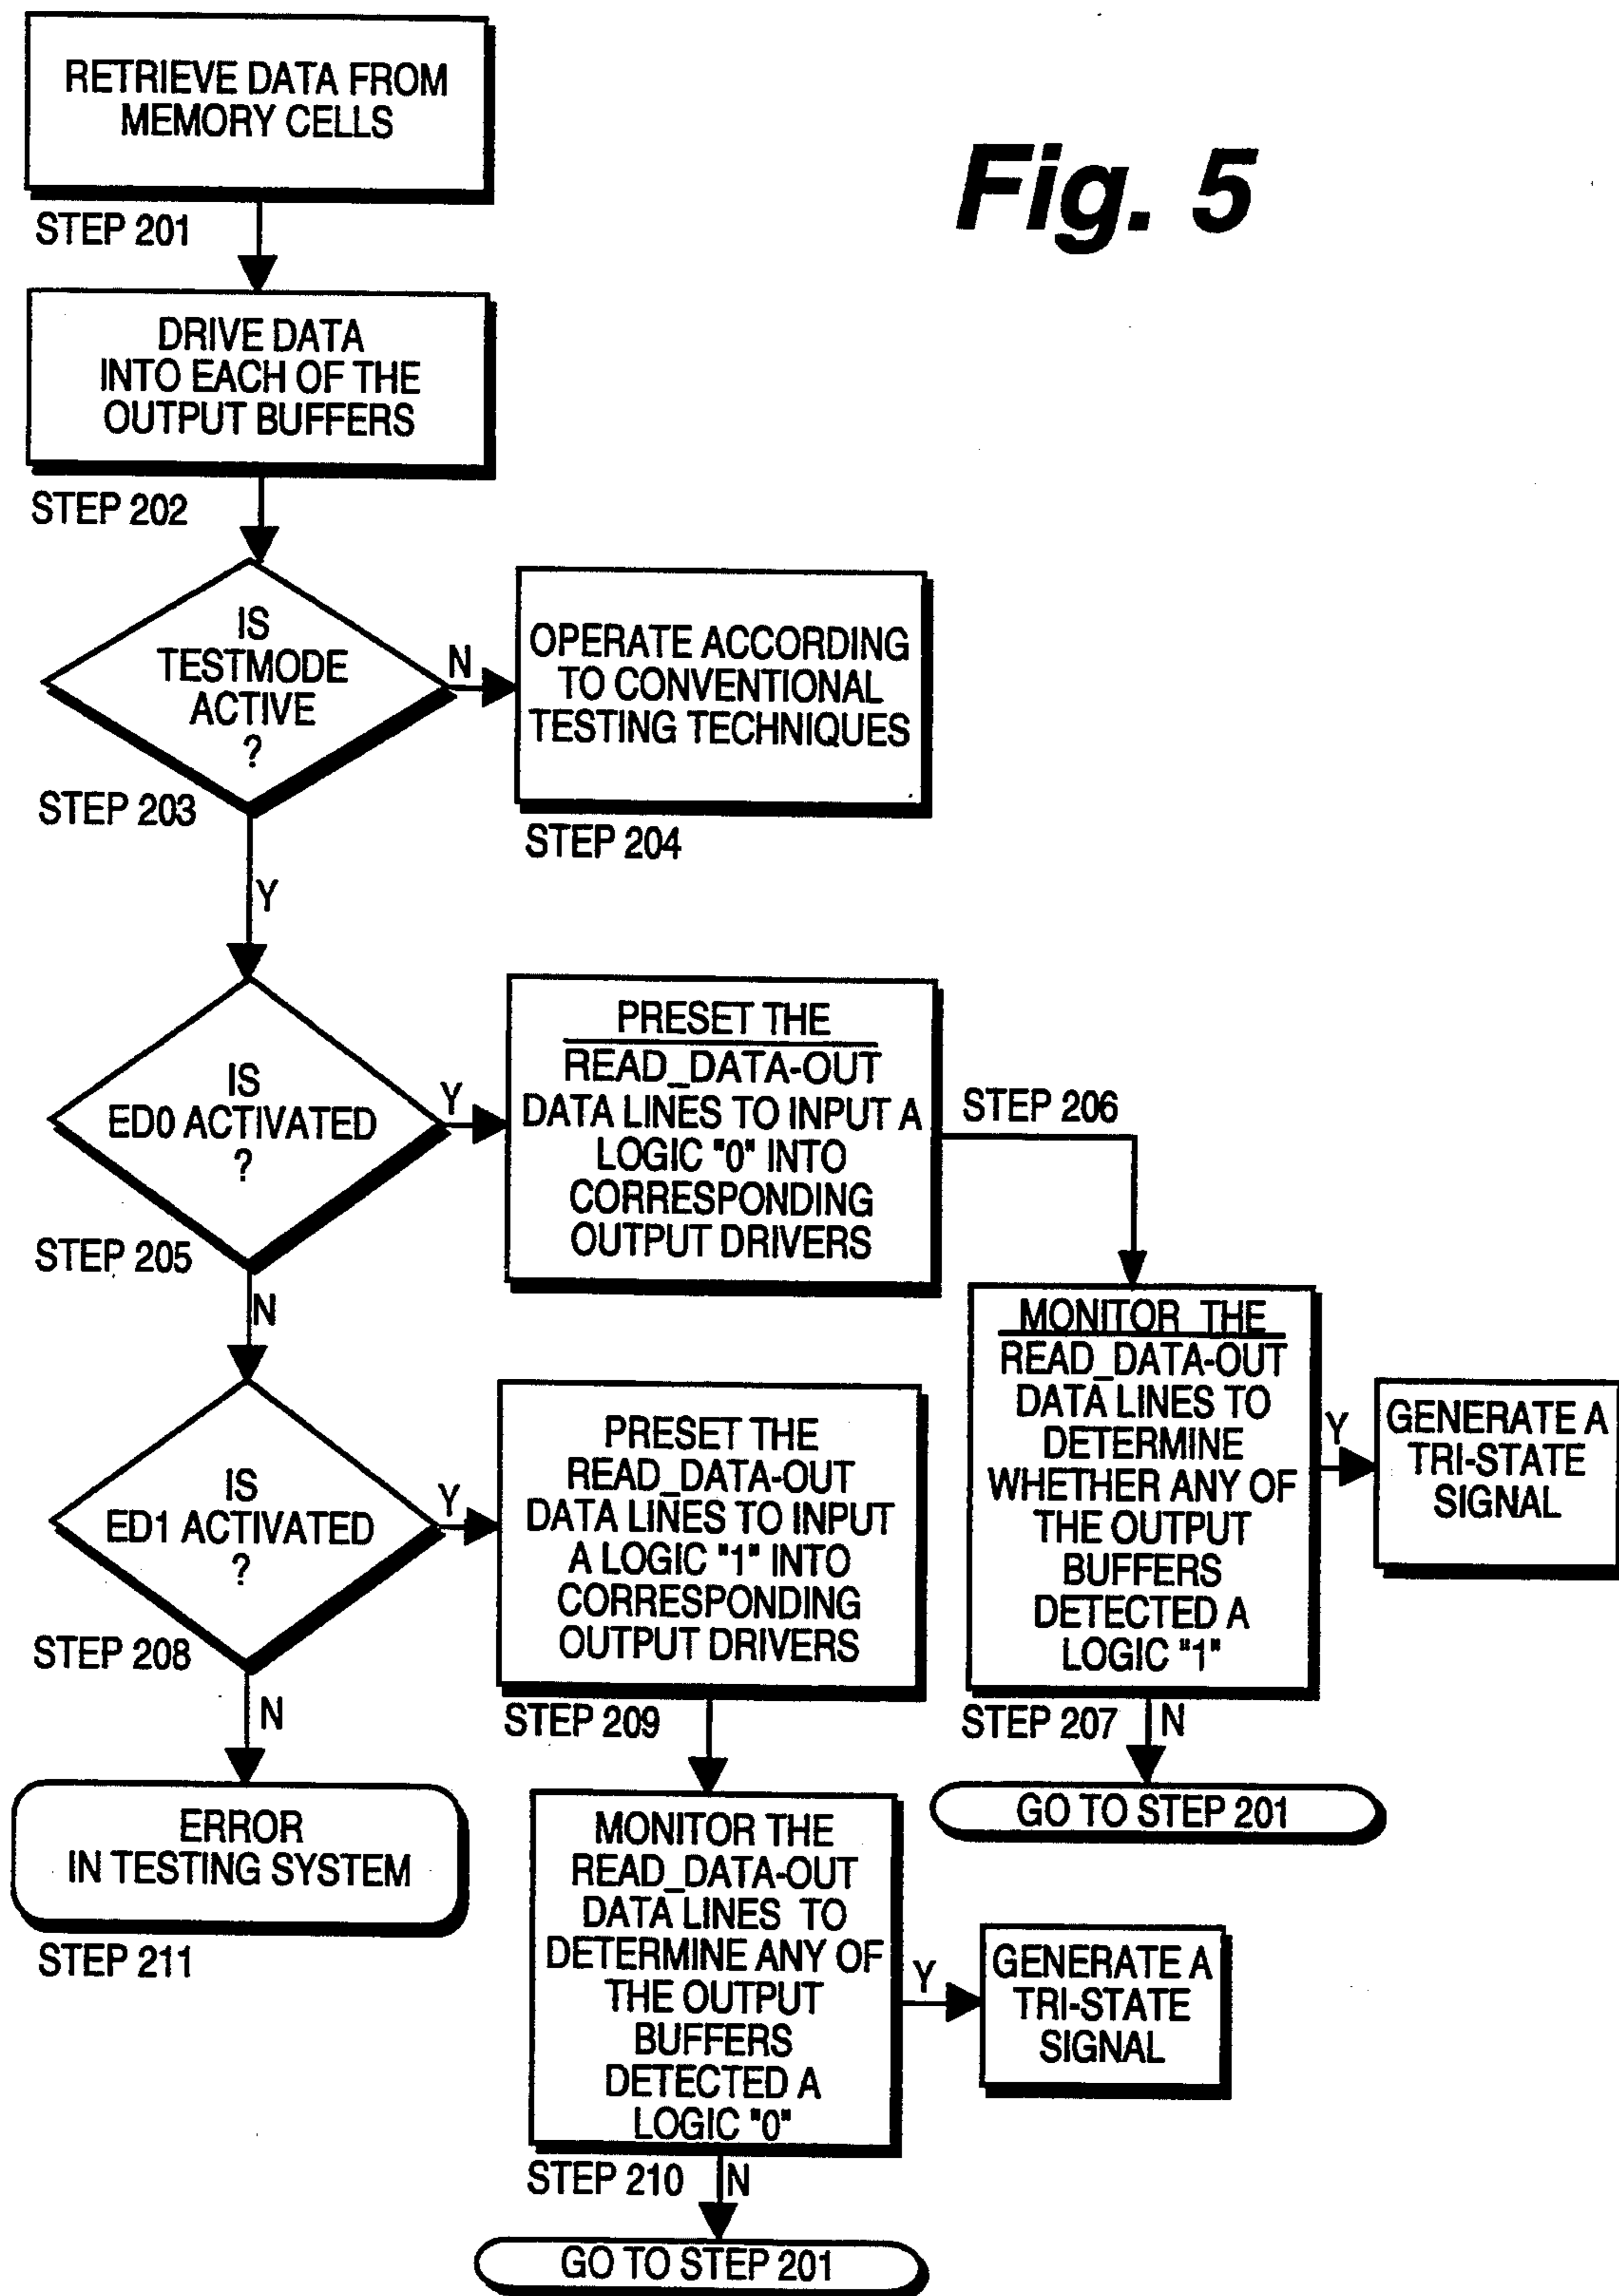 Fig. 5
RETRIEVE DATA FROM
MEMORY CELLS
STEP 201
DRIVE DATA
INTO EACH OF THE
OUTPUT BUFFERS
STEP 202
IS
TESTMODE
ACTIVE
?
STEP 203
N
OPERATE ACCORDING
TO CONVENTIONAL
TESTING TECHNIQUES
STEP 204
Y
IS
ED0 ACTIVATED
?
STEP 205
Y
PRESET THE
READ_DATA-OUT
DATA LINES TO INPUT A
LOGIC "0" INTO
CORRESPONDING
OUTPUT DRIVERS
STEP 206
MONITOR THE
READ_DATA-OUT
DATA LINES TO
DETERMINE
WHETHER ANY OF
THE OUTPUT
BUFFERS
DETECTED A
LOGIC "1"
STEP 207
Y
GENERATE A
TRI-STATE
SIGNAL
N
GO TO STEP 201
N
IS
ED1 ACTIVATED
?
STEP 208
Y
PRESET THE
READ_DATA-OUT
DATA LINES TO INPUT
A LOGIC "1" INTO
CORRESPONDING
OUTPUT DRIVERS
STEP 209
MONITOR THE
READ_DATA-OUT
DATA LINES TO
DETERMINE ANY OF
THE OUTPUT
BUFFERS
DETECTED A
LOGIC "0"
STEP 210
Y
GENERATE A
TRI-STATE
SIGNAL
N
GO TO STEP 201
N
ERROR
IN TESTING SYSTEM
STEP 211